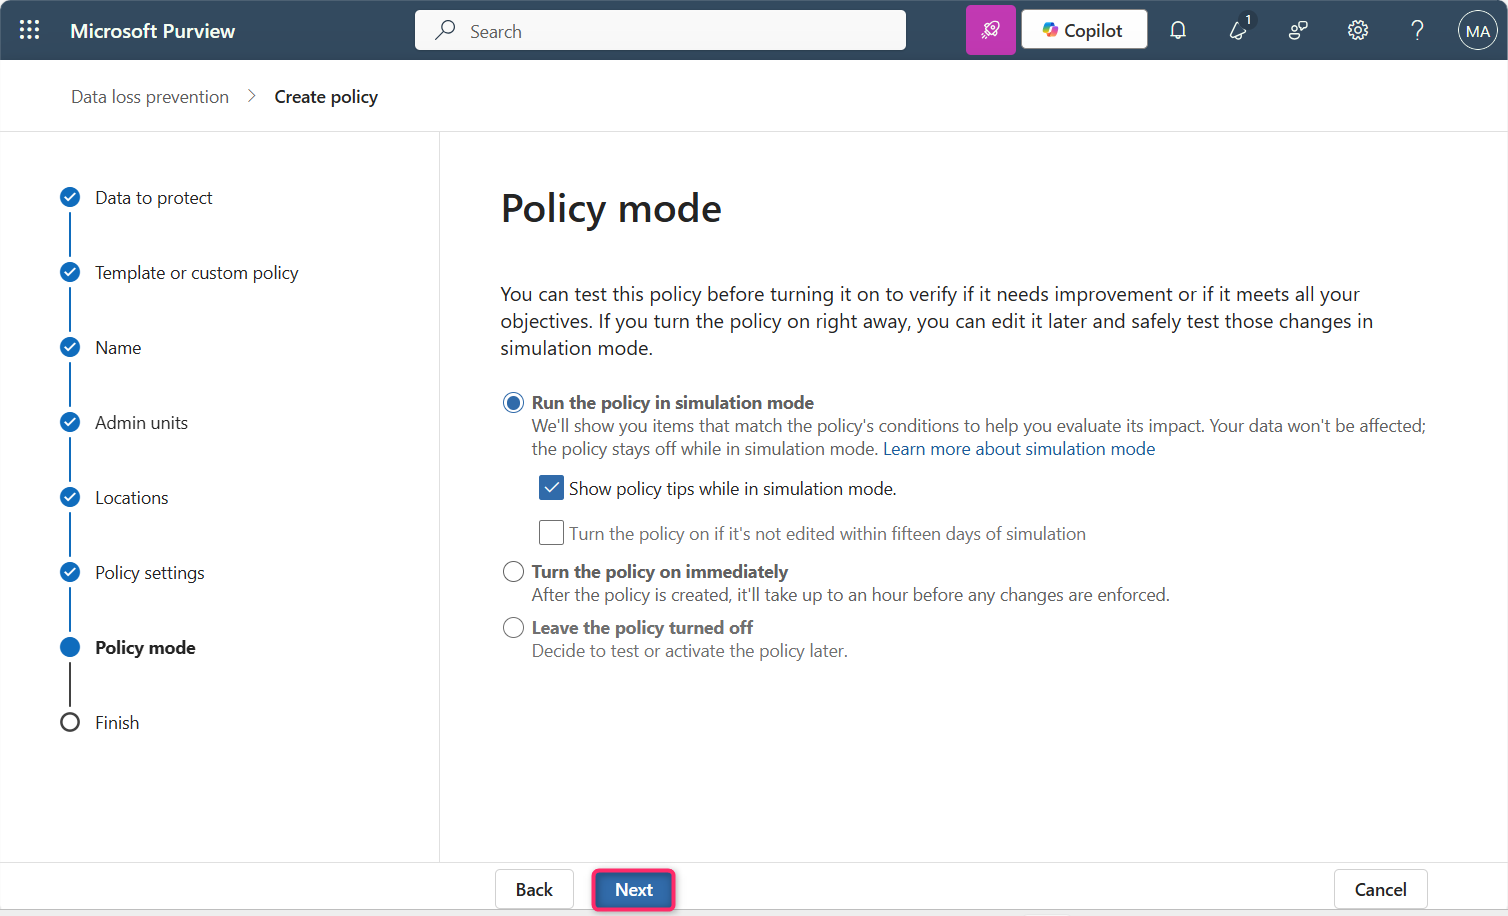 Microsoft Purview
Search
Copilot
1
MA
Data loss prevention
Create policy
Data to protect
Template or custom policy
Name
Admin units
Locations
Policy settings
Policy mode
Finish
Policy mode
You can test this policy before turning it on to verify if it needs improvement or if it meets all your
objectives. If you turn the policy on right away, you can edit it later and safely test those changes in
simulation mode.
Run the policy in simulation mode
We'll show you items that match the policy's conditions to help you evaluate its impact. Your data won't be affected;
the policy stays off while in simulation mode. Learn more about simulation mode
Show policy tips while in simulation mode.
Turn the policy on if it's not edited within fifteen days of simulation
Turn the policy on immediately
After the policy is created, it'll take up to an hour before any changes are enforced.
Leave the policy turned off
Decide to test or activate the policy later.
Back
Next
Cancel